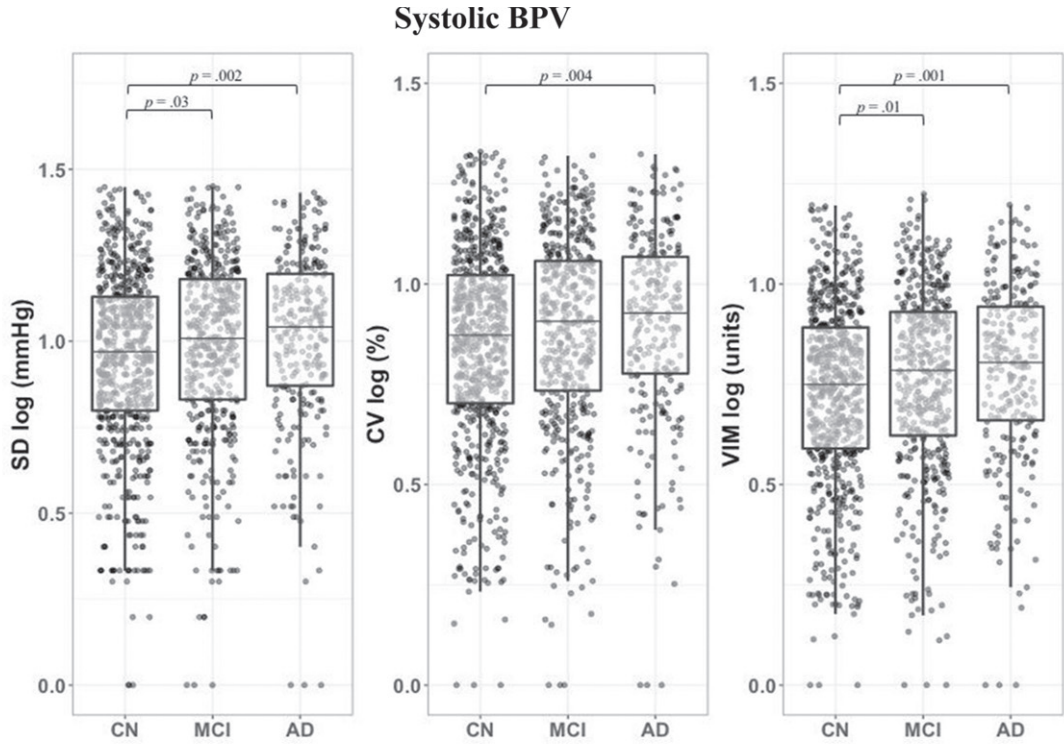 Systolic BPV
SD log (mmHg)
1.5
1.0
0.5
0.0
p = .002
p = .03
CN MCI AD
CV log (%)
1.5
1.0
0.5
0.0
p = .004
CN MCI AD
VIM log (units)
1.5
1.0
0.5
0.0
p = .001
p = .01
CN MCI AD